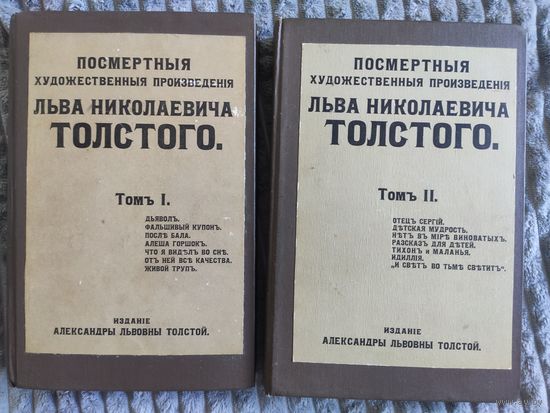 ПОСМЕРТНЫЯ
ХУДОЖЕСТВЕННЫЯ ПРОИЗВЕДЕНІЯ
ЛЬВА НИКОЛАЕВИЧА
ТОЛСТОГО.
Томъ I.
ДЬЯВОЛЪ.
ФАЛЬШИВЫЙ КУПОНЪ.
ПОСЛѢ БАЛА.
АЛЕША ГОРШОКЪ.
ЧТО Я ВИДѢЛЪ ВО СНѢ.
ОТЪ НЕЙ ВСѢ КАЧЕСТВА.
ЖИВОЙ ТРУПЪ.
ИЗДАНІЕ
АЛЕКСАНДРЫ ЛЬВОВНЫ ТОЛСТОЙ.
ПОСМЕРТНЫЯ
ХУДОЖЕСТВЕННЫЯ ПРОИЗВЕДЕНІЯ
ЛЬВА НИКОЛАЕВИЧА
ТОЛСТОГО.
Томъ II.
ОТЕЦЪ СЕРГІЙ.
ДѢТСКАЯ МУДРОСТЬ.
НѢТЪ ВЪ МІРѢ ВИНОВАТЫХЪ.
РАЗСКАЗЪ ДЛЯ ДѢТЕЙ.
ТИХОН и МАЛАНЬЯ.
ИДИЛЛІЯ.
„И СВѢТЪ ВО ТЬМѢ СВѢТИТЪ“.
ИЗДАНІЕ
АЛЕКСАНДРЫ ЛЬВОВНЫ ТОЛСТОЙ.